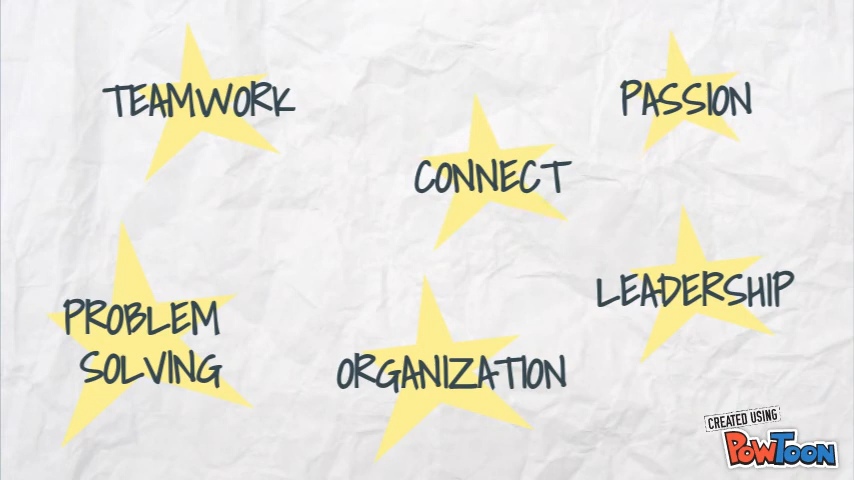 TEAMWORK
PASSION
CONNECT
LEADERSHIP
PROBLEM
SOLVING
ORGANIZATION
CREATED USING
POWTOON